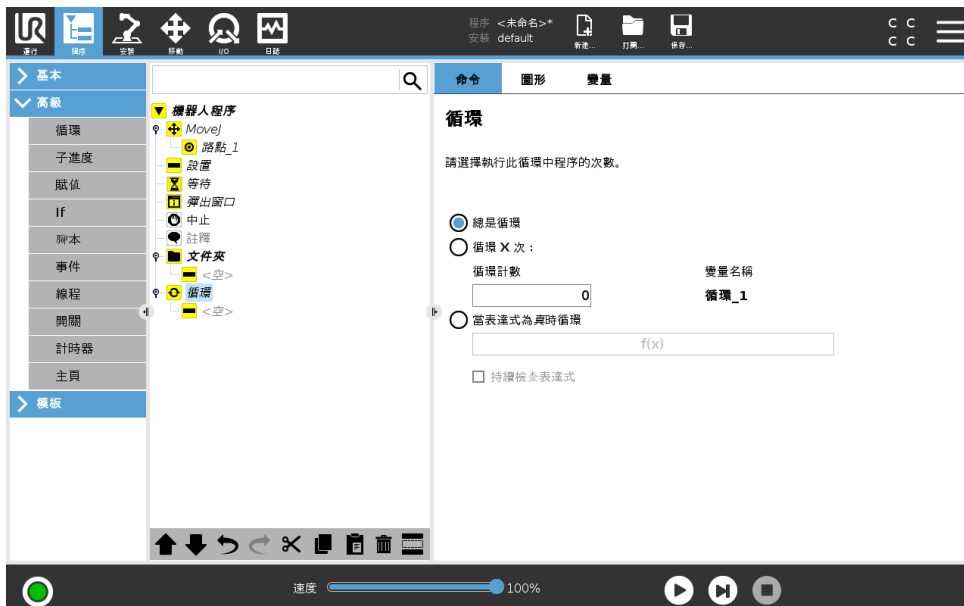 程序 <未命名>*
安裝 default
新建...
打開...
保存...
C C
C C
運行
程序
安裝
移動
I/O
日誌
基本
高級
循環
子進度
賦值
If
腳本
事件
線程
開關
計時器
主頁
模板
機器人程序
MoveJ
路點_1
設置
等待
彈出窗口
中止
註釋
文件夾
<空>
循環
<空>
命令
圖形
變量
循環
請選擇執行此循環中程序的次數。
總是循環
循環 X 次：
循環計數
變量名稱
0
循環_1
當表達式為真時循環
f(x)
持續檢查表達式
速度
100%